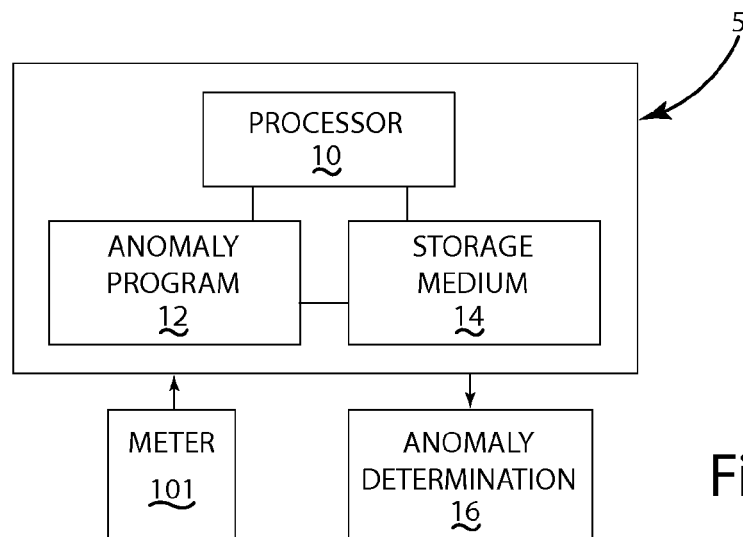 5
PROCESSOR
10
ANOMALY
PROGRAM
12
STORAGE
MEDIUM
14
METER
101
ANOMALY
DETERMINATION
16
Fi